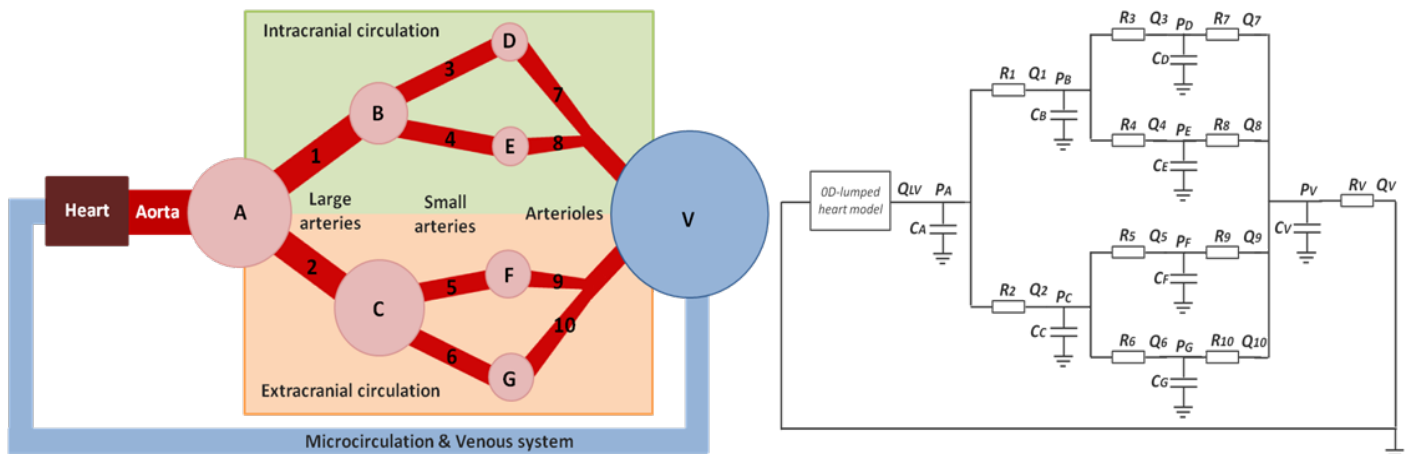 Intracranial circulation
D
3
7
B
4
E
8
1
Heart
Aorta
A
Large
arteries
Small
arteries
Arterioles
V
2
C
5
F
9
10
6
G
Extracranial circulation
Microcirculation & Venous system
R3 Q3 PD R7 Q7
CD
R1 Q1 PB
CB
R4 Q4 PE R8 Q8
CE
0D-lumped
heart model
QLV PA
CA
PV RV QV
CV
R5 Q5 PF R9 Q9
CF
R2 Q2 PC
CC
R6 Q6 PG R10 Q10
CG